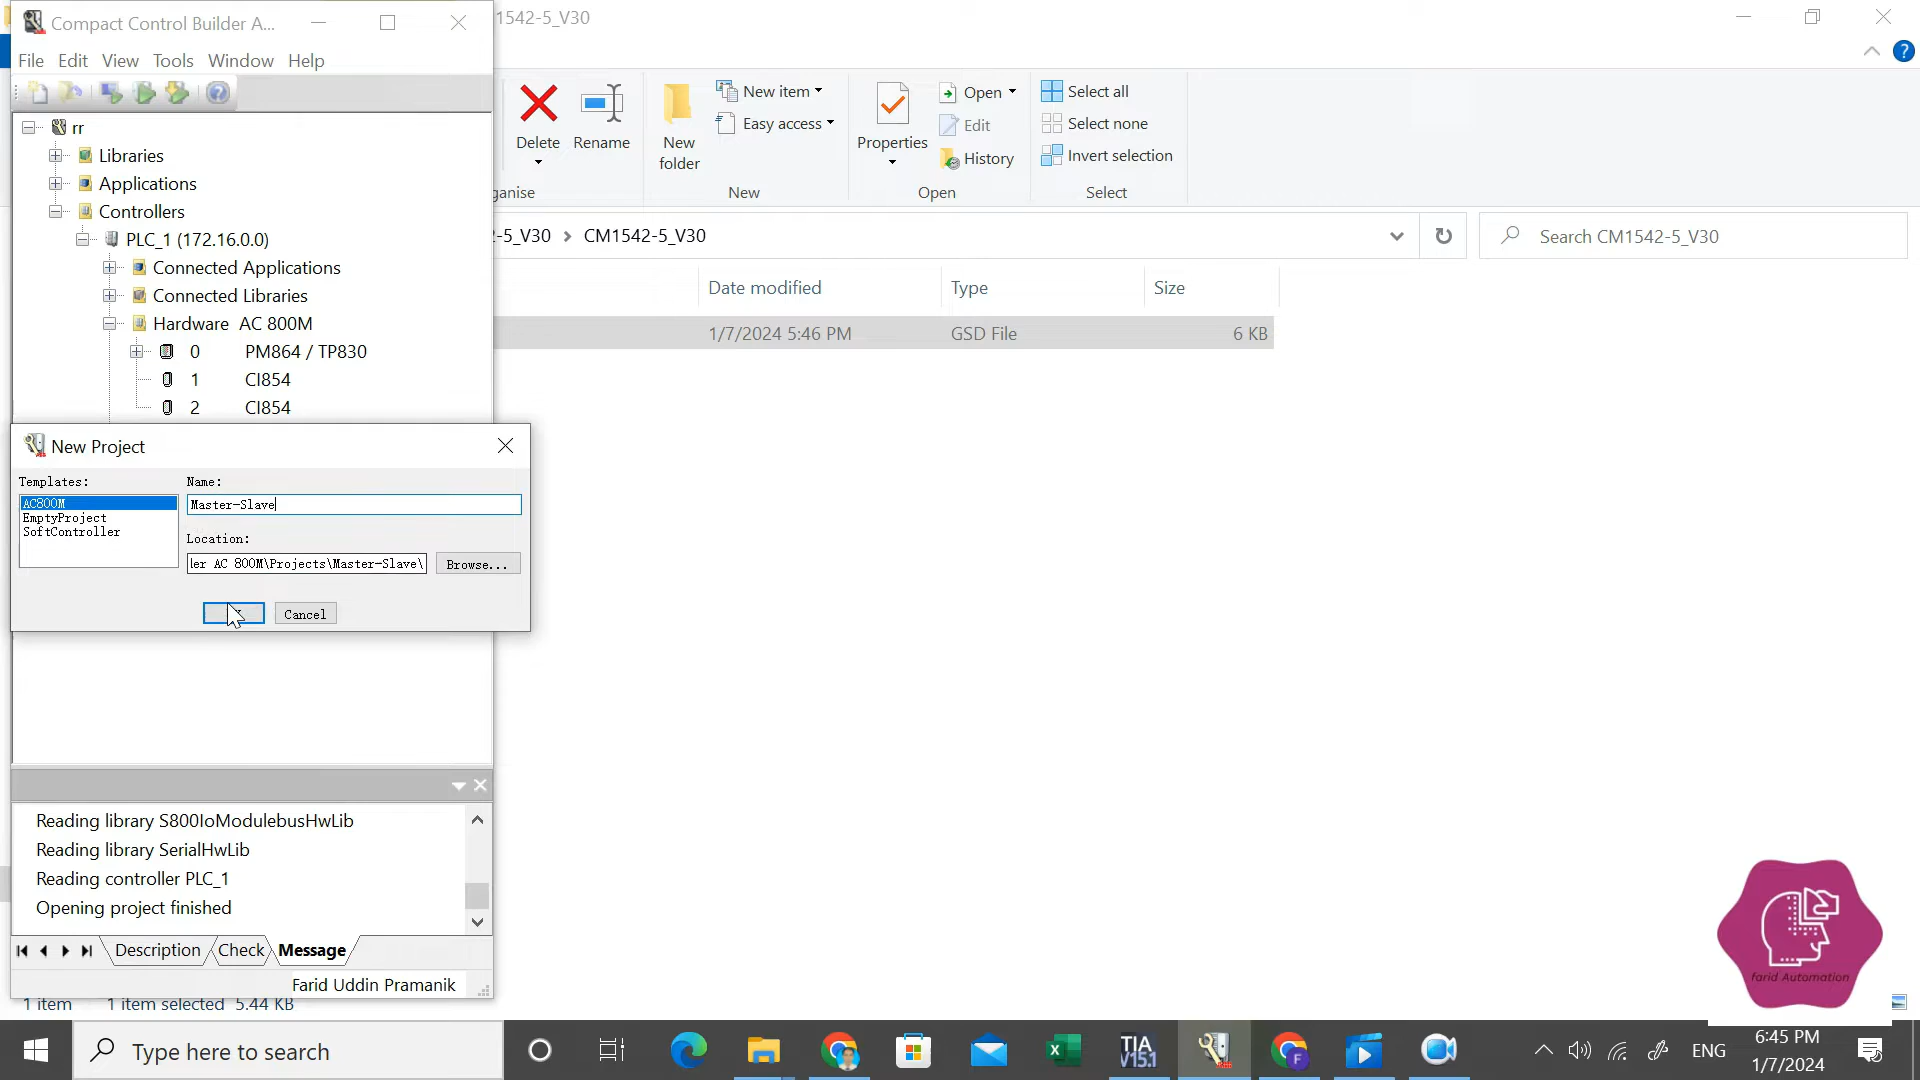 Compact Control Builder A...
File Edit View Tools Window Help
rr
Libraries
Applications
Controllers
PLC_1 (172.16.0.0)
Connected Applications
Connected Libraries
Hardware AC 800M
0 PM864 / TP830
1 CI854
2 CI854
New Project
Templates:
AC800M
EmptyProject
SoftController
Name:
Master-Slave
Location:
ler AC 800M\Projects\Master-Slave\
Browse...
Cancel
Reading library S800IoModulebusHwLib
Reading library SerialHwLib
Reading controller PLC_1
Opening project finished
Description Check Message
Farid Uddin Pramanik
1 item 1 item selected 5.44 KB
1542-5_V30
Delete
Rename
ganise
New folder
New item
Easy access
New
Properties
Open
Edit
History
Open
Select all
Select none
Invert selection
Select
-5_V30 > CM1542-5_V30
Search CM1542-5_V30
Date modified Type Size
1/7/2024 5:46 PM GSD File 6 KB
farid Automation
Type here to search
TIA
V15.1
F
ENG
6:45 PM
1/7/2024